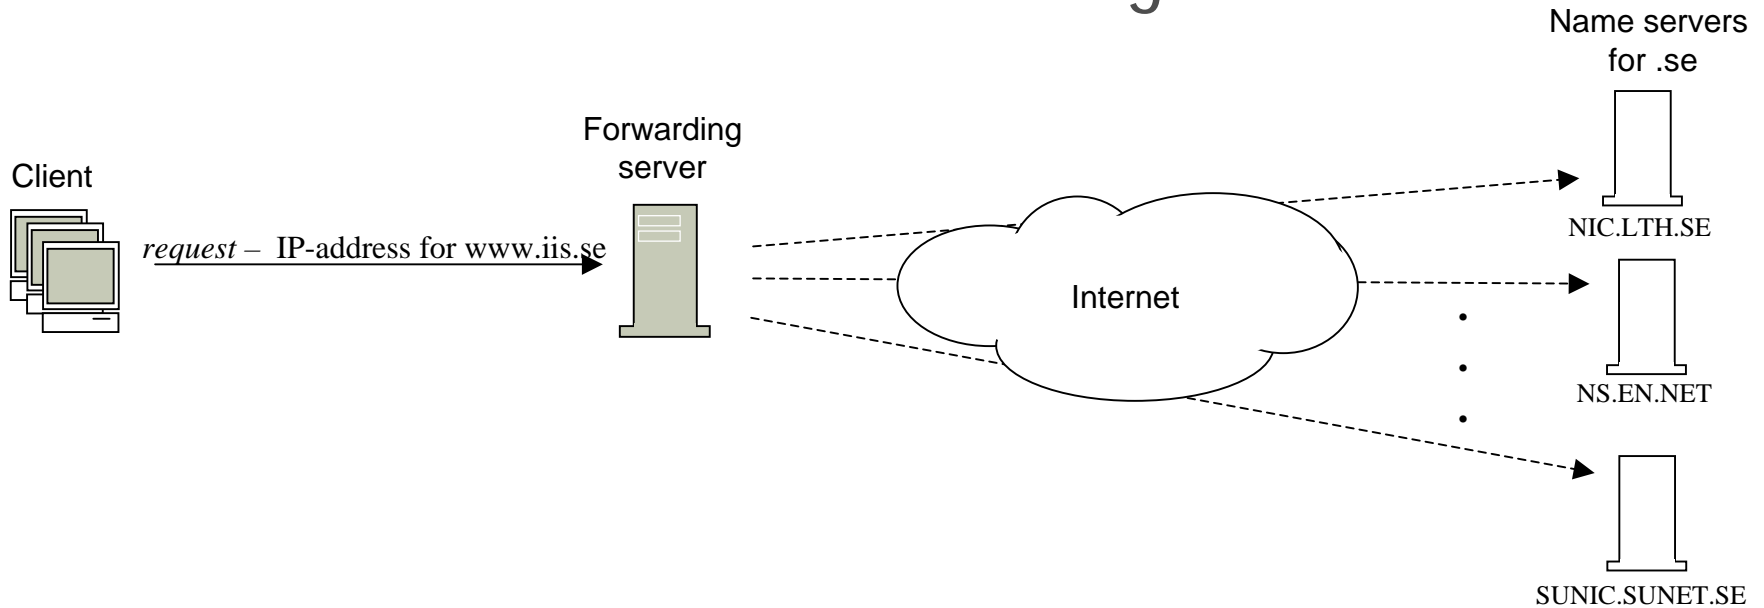 Name servers
for .se
Forwarding
server
Client
request – IP-address for www.iis.se
NIC.LTH.SE
Internet
NS.EN.NET
SUNIC.SUNET.SE